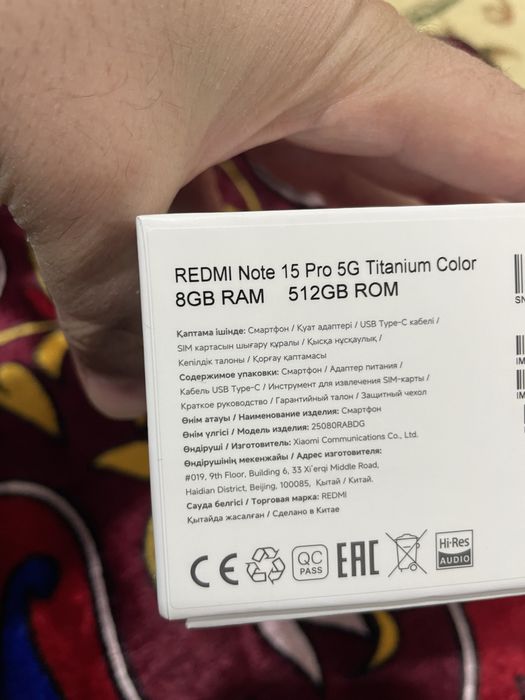 REDMI Note 15 Pro 5G Titanium Color
8GB RAM 512GB ROM
Қаптама ішінде: Смартфон / Қуат адаптері / USB Type-C кабелі /
SIM картасын шығару құралы / Қысқа нұсқаулық /
Кепілдік талоны / Қорғау қаптамасы
Содержимое упаковки: Смартфон / Адаптер питания /
Кабель USB Type-C / Инструмент для извлечения SIM-карты /
Краткое руководство / Гарантийный талон / Защитный чехол
Өнім атауы / Наименование изделия: Смартфон
Өнім үлгісі / Модель изделия: 25080RABDG
Өндіруші / Изготовитель: Xiaomi Communications Co., Ltd.
Өндірушінің мекенжайы / Адрес изготовителя:
#019, 9th Floor, Building 6, 33 Xi'erqi Middle Road,
Haidian District, Beijing, 100085, Қытай / Китай.
Сауда белгісі / Торговая марка: REDMI
Қытайда жасалған / Сделано в Китае
CE QC PASS EAC Hi-Res AUDIO
SN
IM
IM